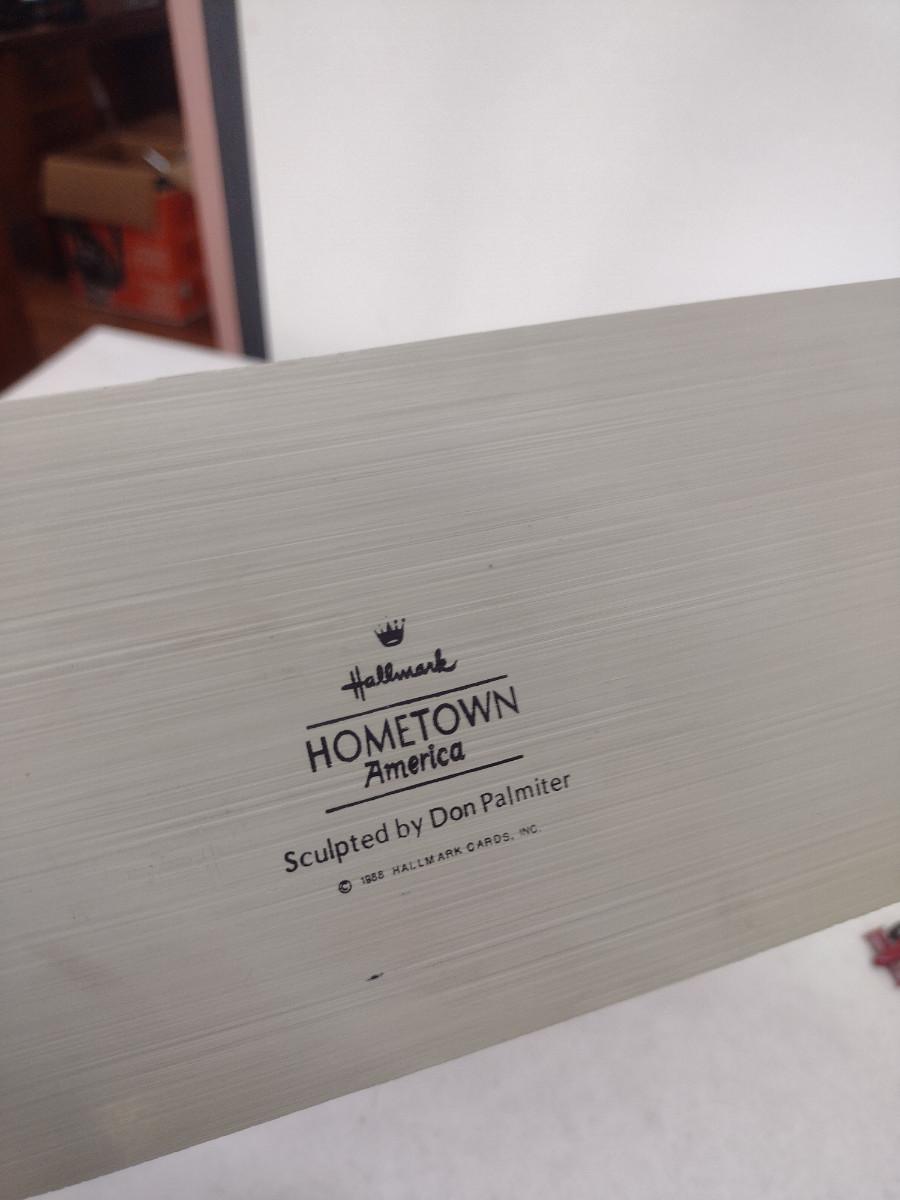 Hallmark
HOMETOWN
America
Sculpted by Don Palmiter
© 1988 HALLMARK CARDS, INC.